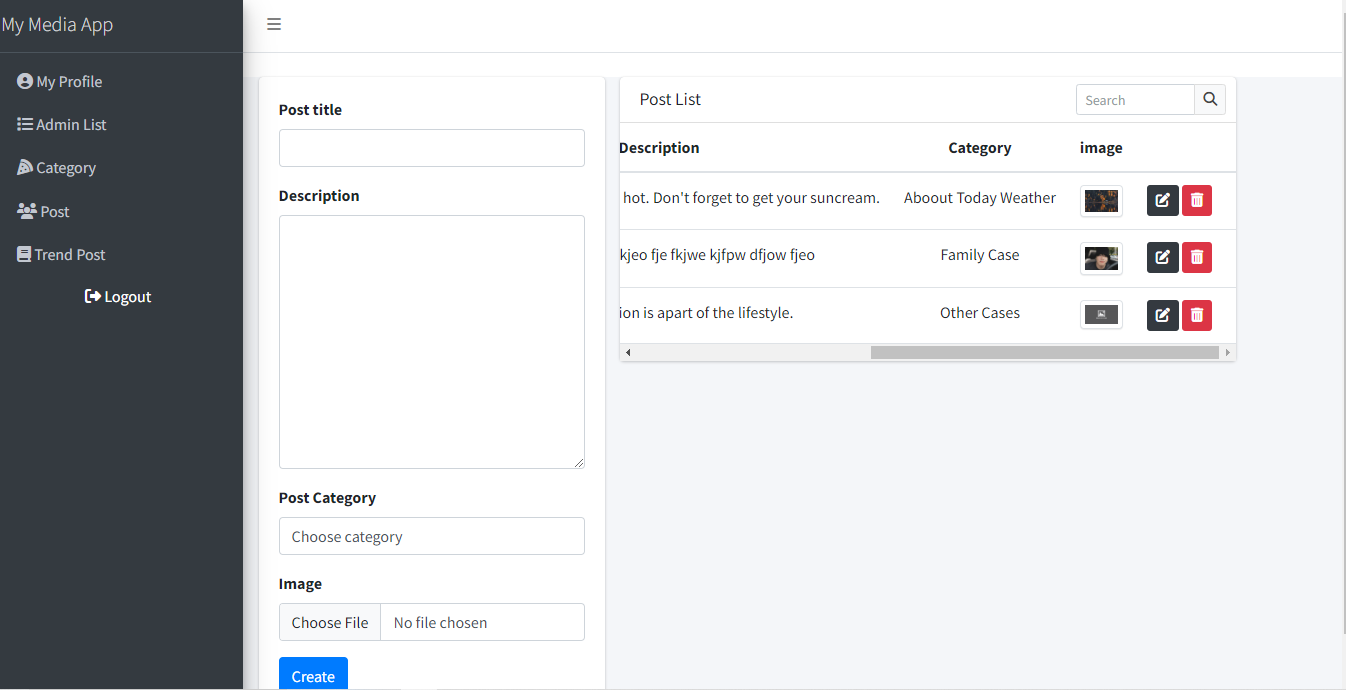 My Media App
My Profile
Admin List
Category
Post
Trend Post
Logout
Post title
Description
Post Category
Choose category
Image
Choose File No file chosen
Create
Post List
Search
Description Category image
hot. Don't forget to get your suncream. Aboout Today Weather
kjeo fje fkjwe kjfpw dfjow fjeo Family Case
ion is apart of the lifestyle. Other Cases